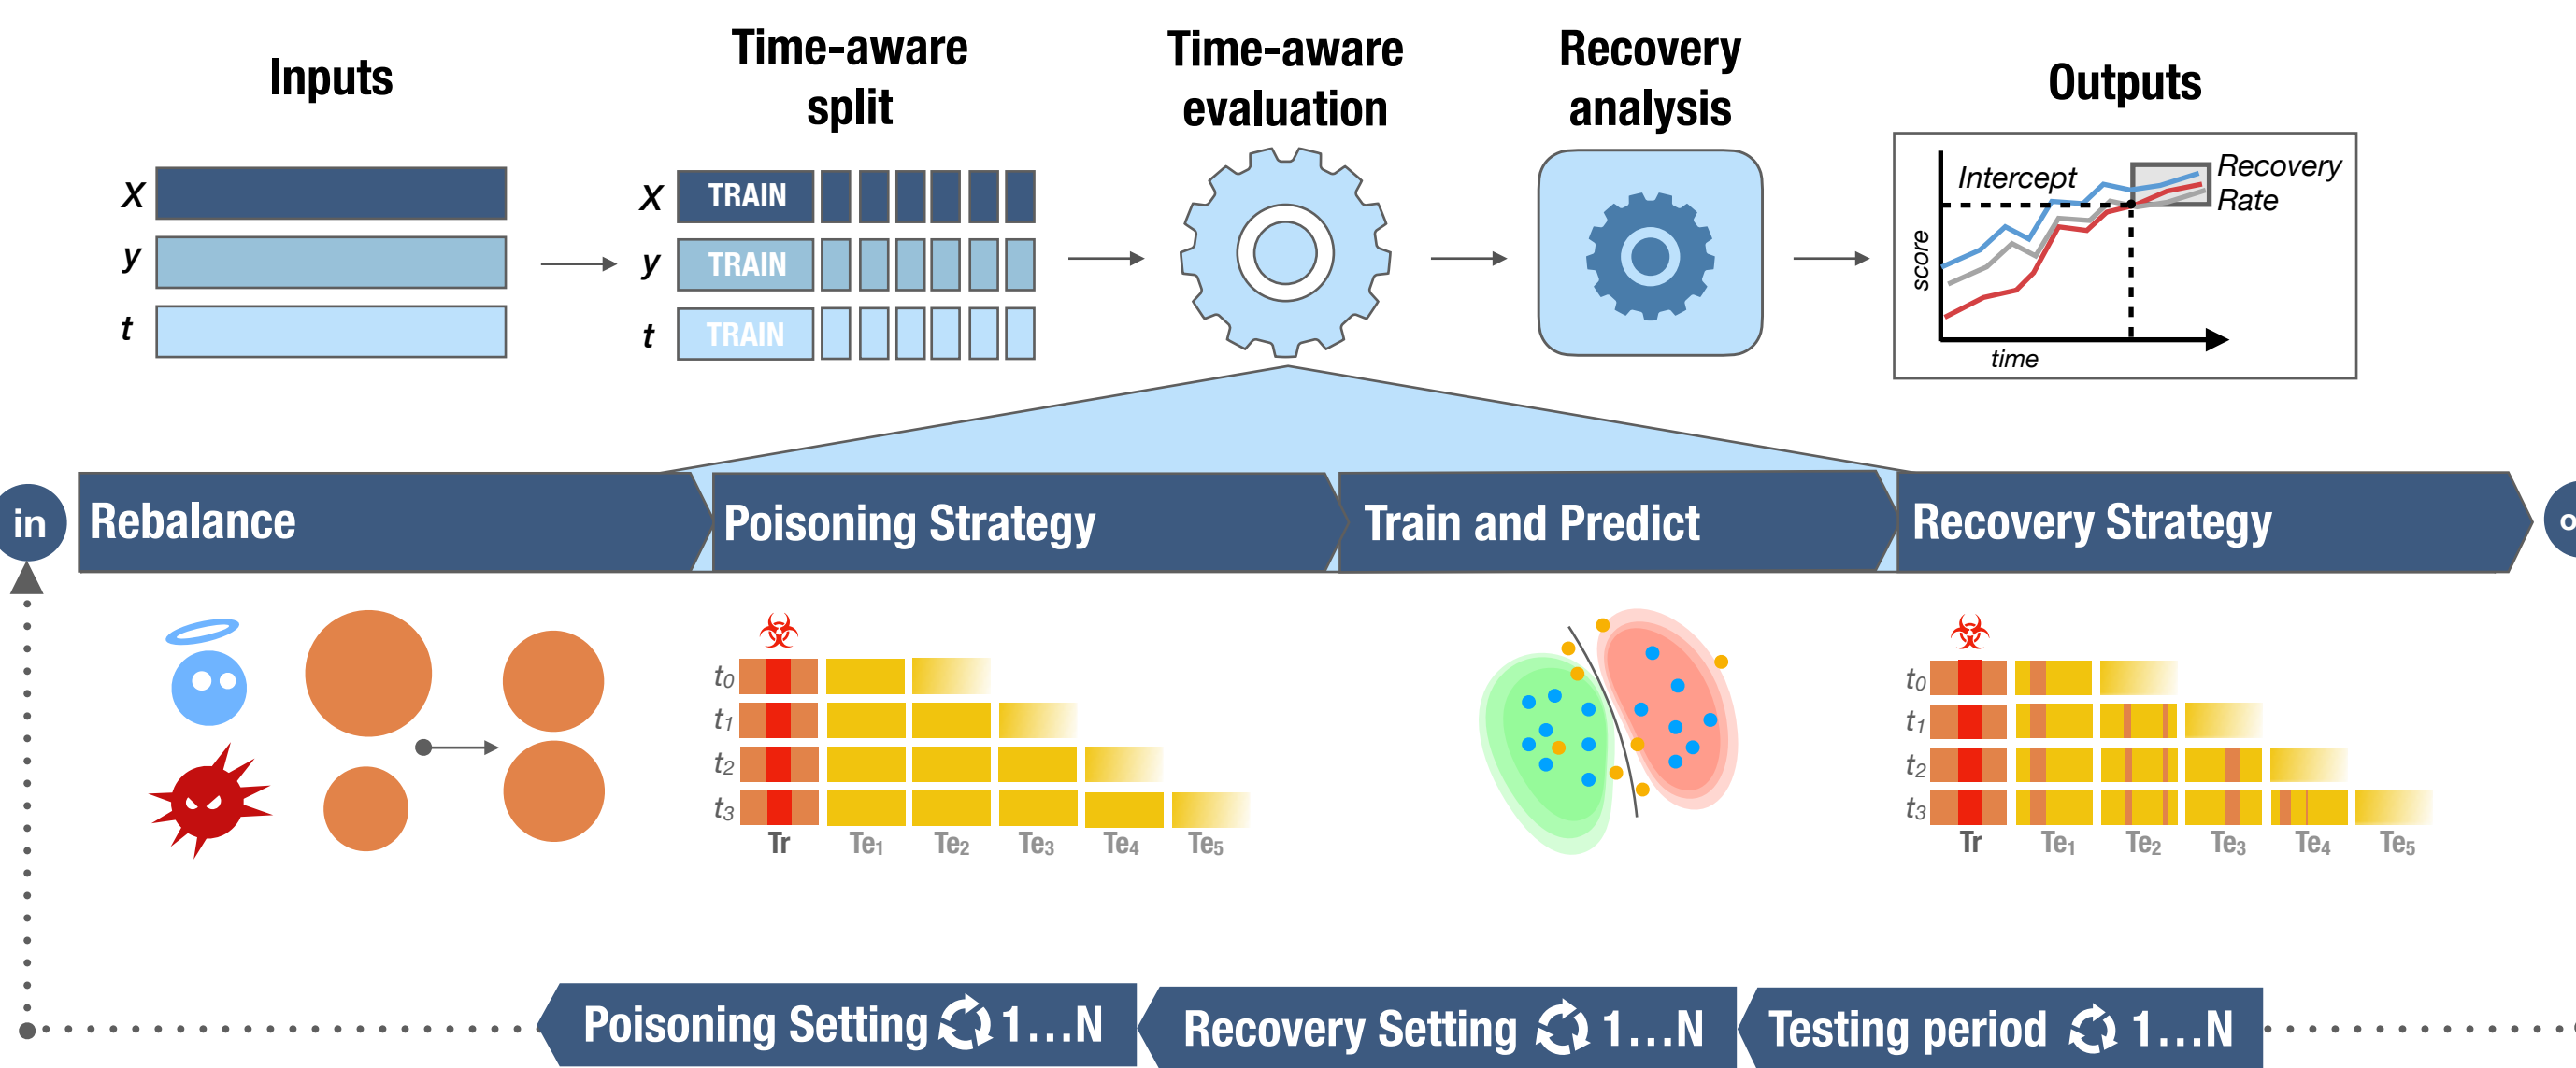 Inputs
Time-aware
split
Time-aware
evaluation
Recovery
analysis
Outputs
X
y
t
X TRAIN
y TRAIN
t TRAIN
score
Intercept
Recovery
Rate
time
in
Rebalance
Poisoning Strategy
Train and Predict
Recovery Strategy
o
t0
t1
t2
t3
Tr Te1 Te2 Te3 Te4 Te5
t0
t1
t2
t3
Tr Te1 Te2 Te3 Te4 Te5
Poisoning Setting 1...N
Recovery Setting 1...N
Testing period 1...N